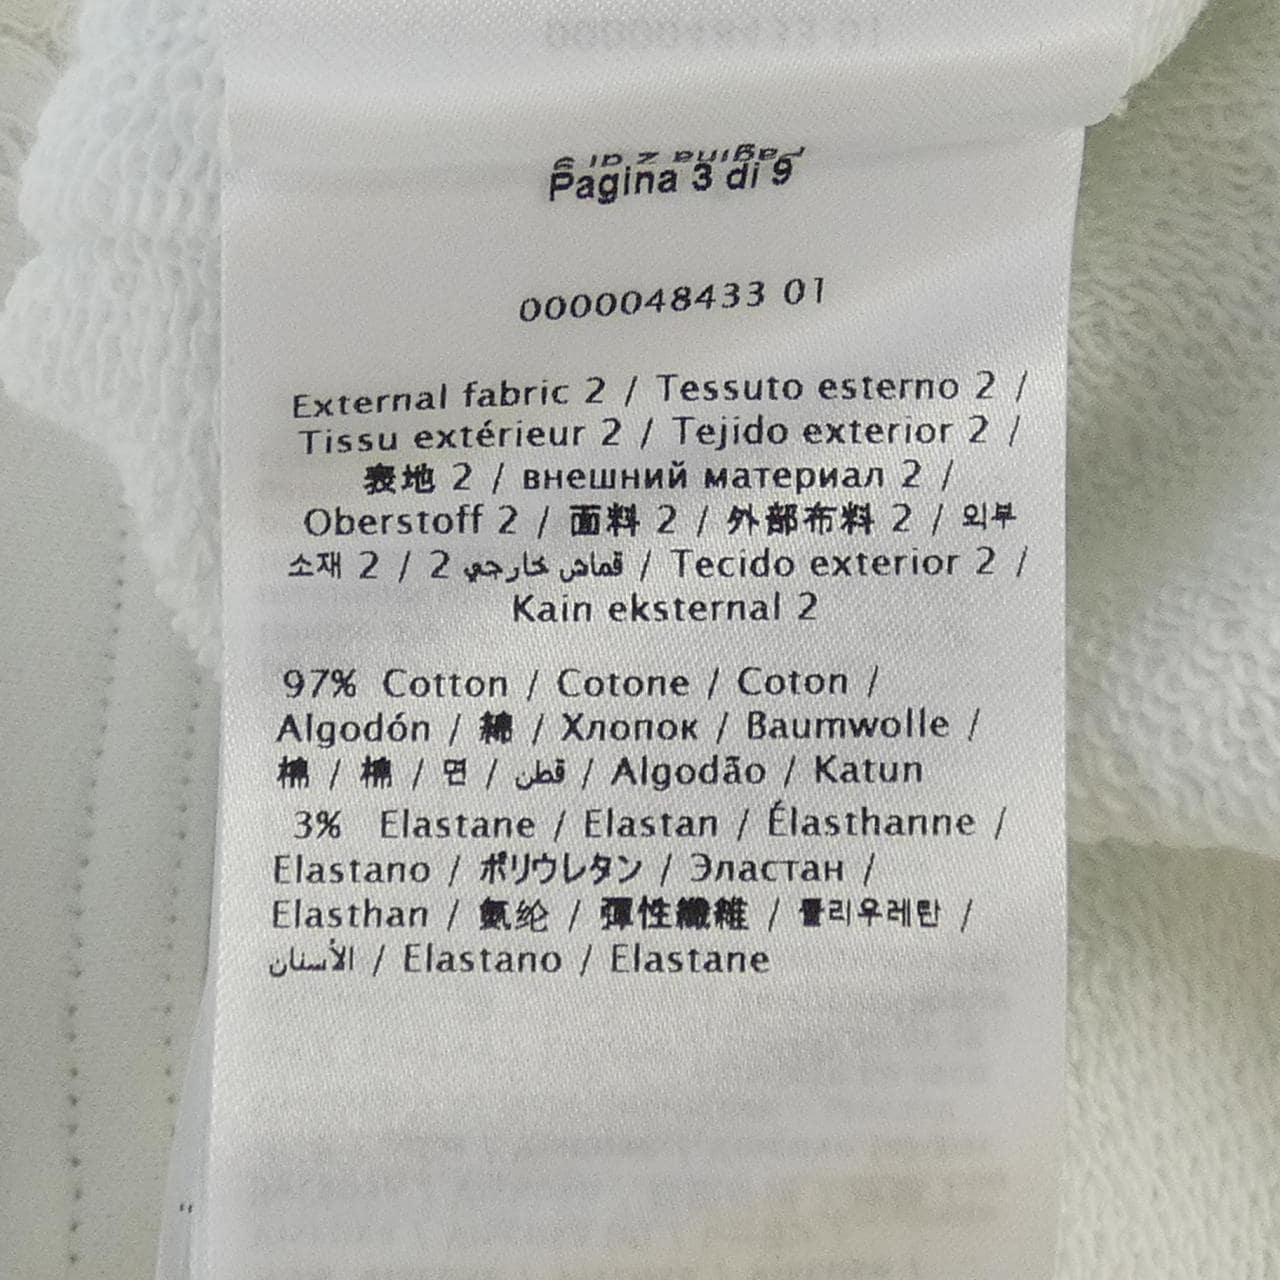 Pagina 3 di 9
0000048433 01
External fabric 2 / Tessuto esterno 2 /
Tissu extérieur 2 / Tejido exterior 2 /
表地 2 / внешний материал 2 /
Oberstoff 2 / 面料 2 / 外部布料 2 / 외부
소재 2 / 2 قماش خارجي / Tecido exterior 2 /
Kain eksternal 2
97% Cotton / Cotone / Coton /
Algodón / 綿 / Хлопок / Baumwolle /
棉 / 棉 / 면 / قطن / Algodão / Katun
3% Elastane / Elastan / Élasthanne /
Elastano / ポリウレタン / Эластан /
Elasthan / 氨纶 / 彈性纖維 / 폴리우레탄 /
الأستان / Elastano / Elastane